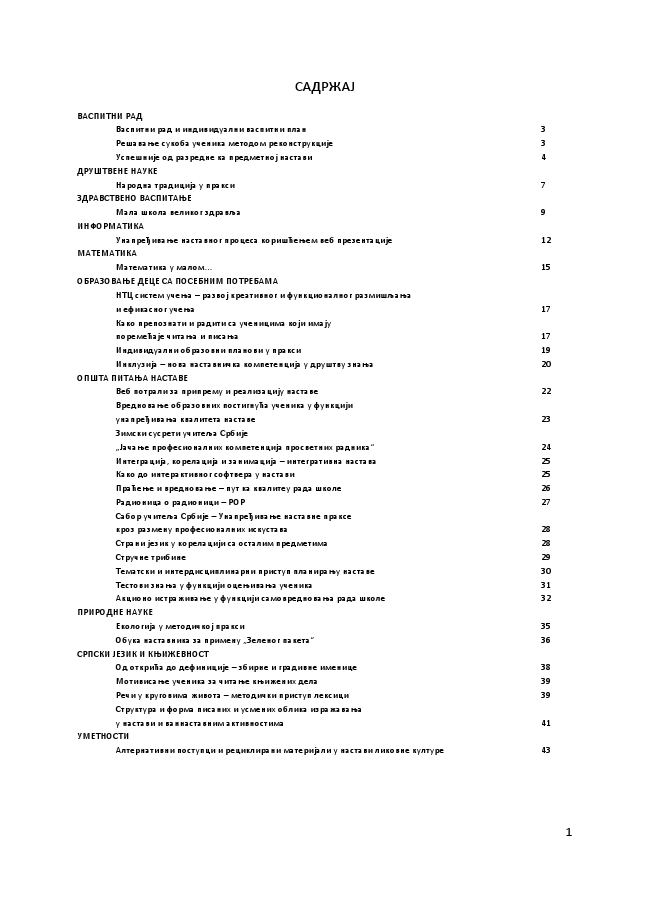 САДРЖАЈ
ВАСПИТНИ РАД
Васпитни рад и индивидуални васпитни план 3
Решавање сукоба ученика методом реконструкције 3
Успешније од разредне ка предметној настави 4
ДРУШТВЕНЕ НАУКЕ
Народна традиција у пракси 7
ЗДРАВСТВЕНО ВАСПИТАЊЕ
Мала школа великог здравља 9
ИНФОРМАТИКА
Унапређивање наставног процеса коришћењем веб презентације 12
МАТЕМАТИКА
Математика у малом... 15
ОБРАЗОВАЊЕ ДЕЦЕ СА ПОСЕБНИМ ПОТРЕБАМА
НТЦ систем учења – развој креативног и функционалног размишљања
и ефикасног учења 17
Како препознати и радити са ученицима који имају
поремећаје читања и писања 17
Индивидуални образовни планови у пракси 19
Инклузија – нова наставничка компетенција у друштву знања 20
ОПШТА ПИТАЊА НАСТАВЕ
Веб потрали за припрему и реализацију наставе 22
Вредновање образовних постигнућа ученика у функцији
унапређивања квалитета наставе 23
Зимски сусрети учитеља Србије
„Јачање професионалних компетенција просветних радника“ 24
Интеграција, корелација и занимација – интегративна настава 25
Како до интерактивног софтвера у настави 25
Праћење и вредновање – пут ка квалитеу рада школе 26
Радионица о радионици – РОР 27
Сабор учитеља Србије – Унапређивање наставне праксе
кроз размену професионалних искустава 28
Страни језик у корелацији са осталим предметима 28
Стручне трибине 29
Тематски и интердисциплинарни приступ планирању наставе 30
Тестови знања у функцији оцењивања ученика 31
Акционо истраживање у функцији самовредновања рада школе 32
ПРИРОДНЕ НАУКЕ
Екологија у методичкој пракси 35
Обука наставника за примену „Зеленог пакета“ 36
СРПСКИ ЈЕЗИК И КЊИЖЕВНОСТ
Од открића до дефиниције – збирне и градивне именице 38
Мотивисање ученика за читање књижених дела 39
Речи у круговима живота – методички приступ лексици 39
Структура и форма писаних и усмених облика изражавања
у настави и ваннаставним активностима 41
УМЕТНОСТИ
Алтернативни поступци и рециклирани материјали у настави ликовне културе 43
1